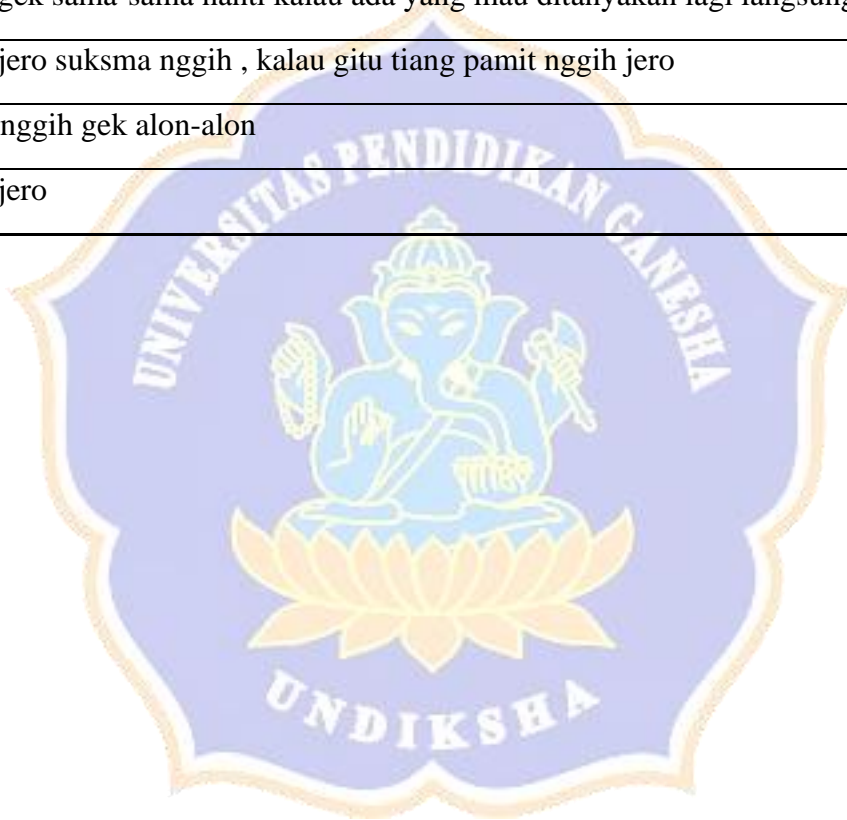 gek sama-sama nanti kalau ada yang mau ditanyakan lagi langsung
jero suksma nggih , kalau gitu tiang pamit nggih jero
nggih gek alon-alon
jero
UNIVERSITAS PENDIDIKAN GANESHA
UNDIKSHA